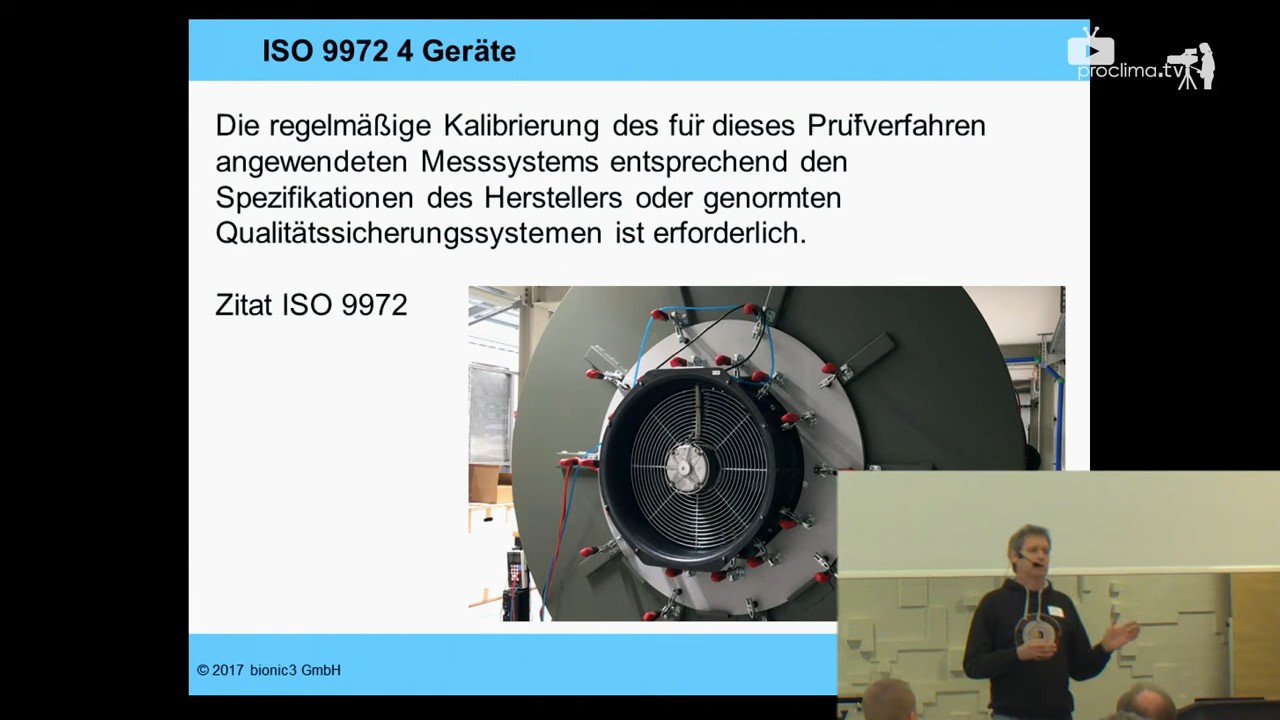 ISO 9972 4 Geräte
proclima.tv
Die regelmäßige Kalibrierung des für dieses Prüfverfahren
angewendeten Messsystems entsprechend den
Spezifikationen des Herstellers oder genormten
Qualitätssicherungssystemen ist erforderlich.
Zitat ISO 9972
© 2017 bionic3 GmbH